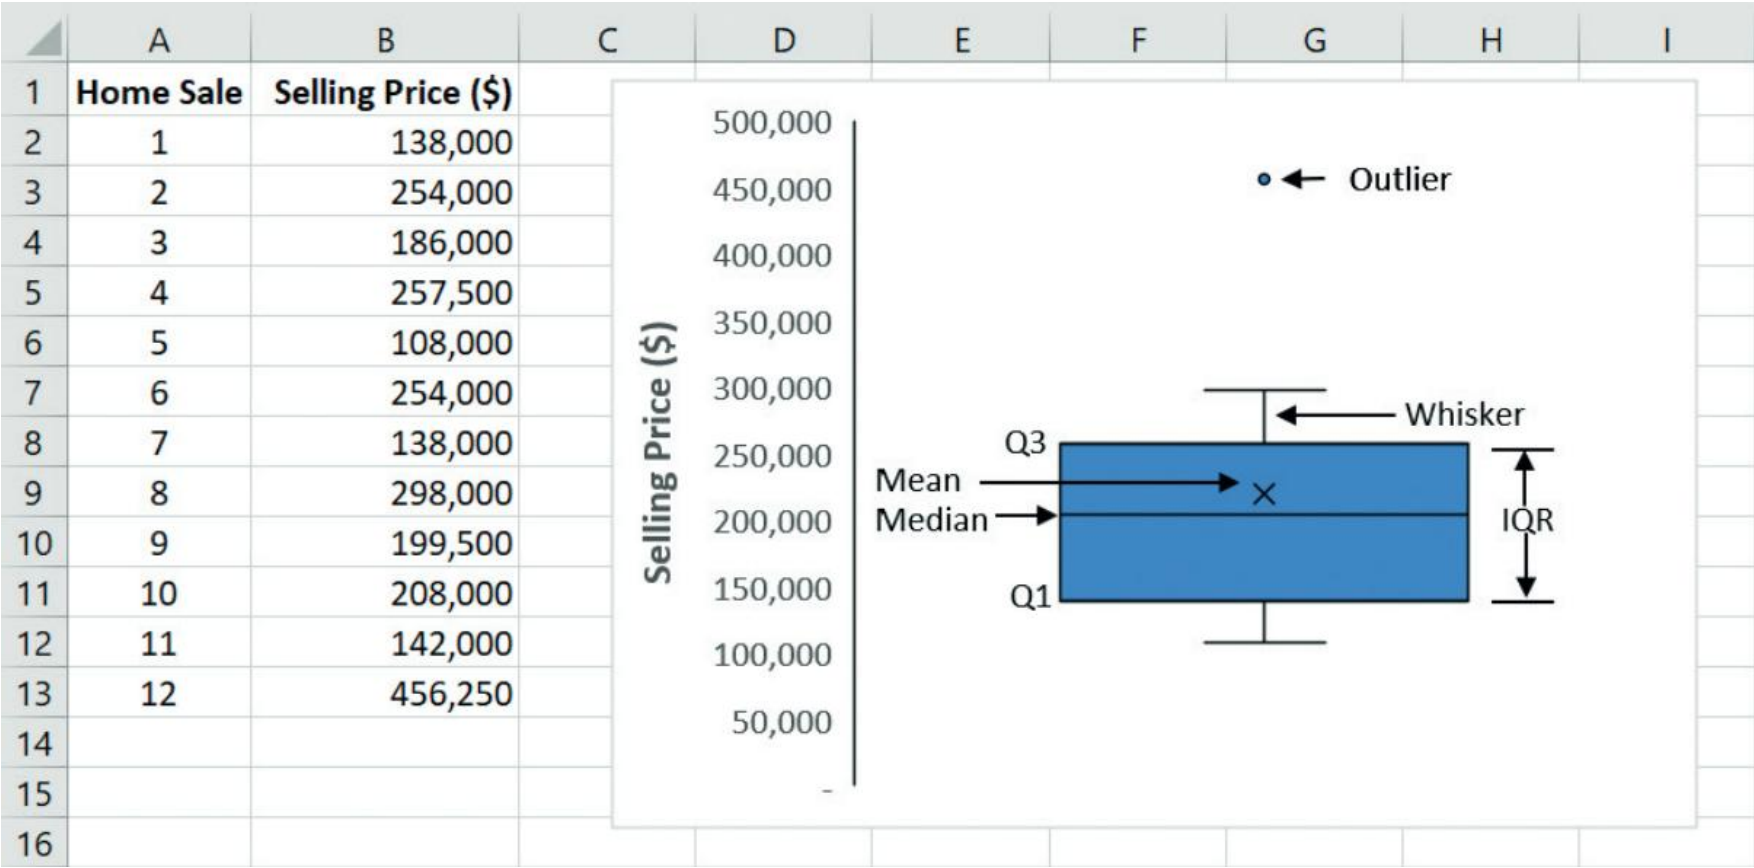 A B C D E F G H I
1 Home Sale Selling Price ($)
2 1 138,000
3 2 254,000
4 3 186,000
5 4 257,500
6 5 108,000
7 6 254,000
8 7 138,000
9 8 298,000
10 9 199,500
11 10 208,000
12 11 142,000
13 12 456,250
14
15
16
Selling Price ($)
500,000
450,000
400,000
350,000
300,000
250,000
200,000
150,000
100,000
50,000
-
Outlier
Whisker
Q3
Mean
Median
IQR
Q1